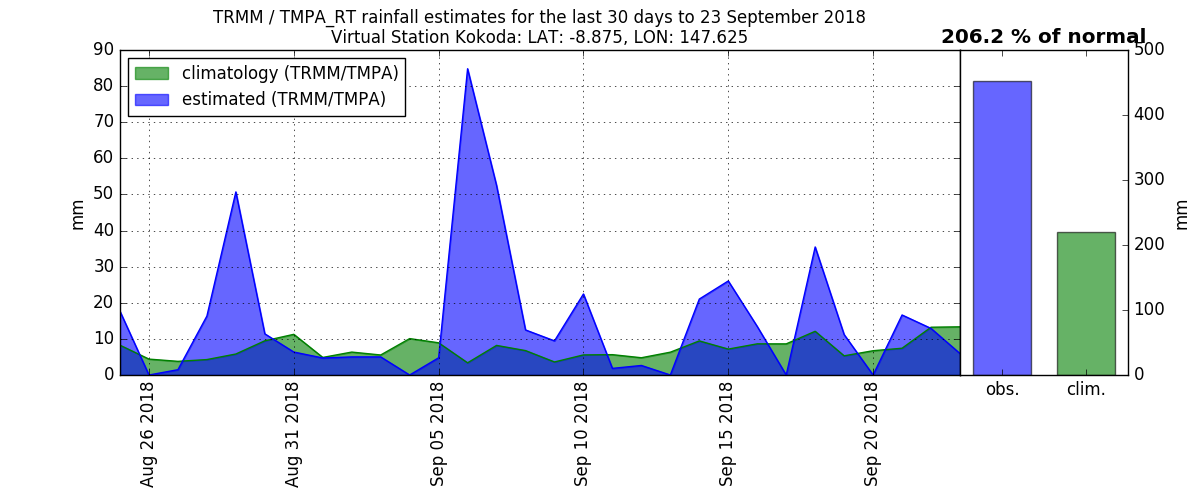 TRMM / TMPA_RT rainfall estimates for the last 30 days to 23 September 2018
Virtual Station Kokoda: LAT: -8.875, LON: 147.625
206.2 % of normal
climatology (TRMM/TMPA)
estimated (TRMM/TMPA)
90
80
70
60
50
40
30
20
10
0
mm
Aug 26 2018
Aug 31 2018
Sep 05 2018
Sep 10 2018
Sep 15 2018
Sep 20 2018
500
400
300
200
100
0
mm
obs.
clim.